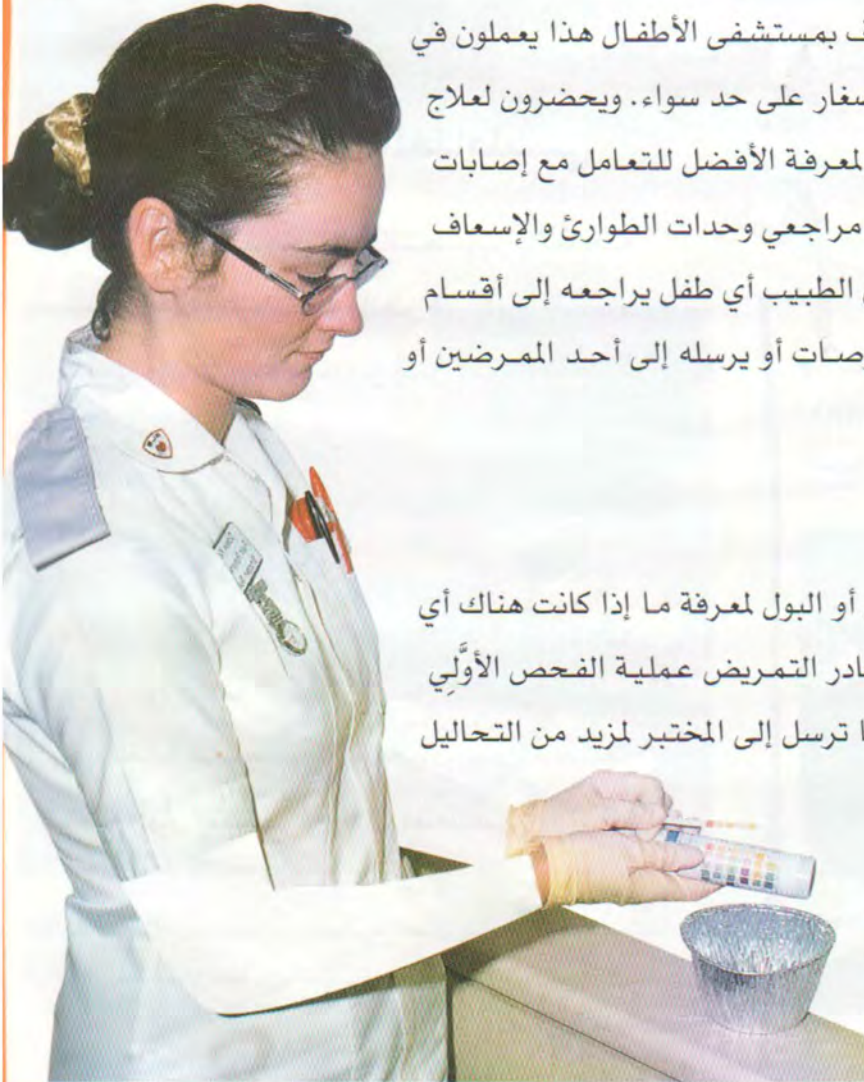 ف بمستشفى الأطفال هذا يعملون في
صغار على حد سواء. ويحضرون لعلاج
لمعرفة الأفضل للتعامل مع إصابات
مراجعي وحدات الطوارئ والإسعاف
الطبيب أي طفل يراجعه إلى أقسام
وصات أو يرسله إلى أحد الممرضين أو
أو البول لمعرفة ما إذا كانت هناك أي
ادر التمريض عملية الفحص الأوَّلِي
ا ترسل إلى المختبر لمزيد من التحاليل